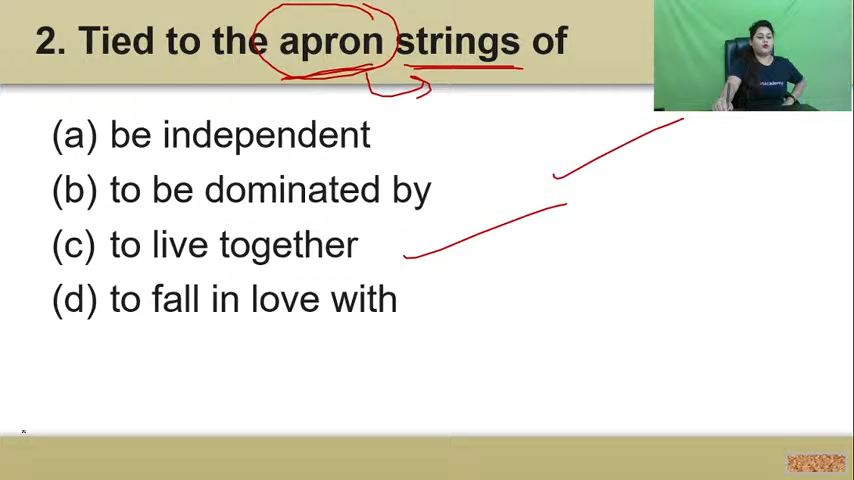 2. Tied to the apron strings of
(a) be independent
(b) to be dominated by
(c) to live together
(d) to fall in love with